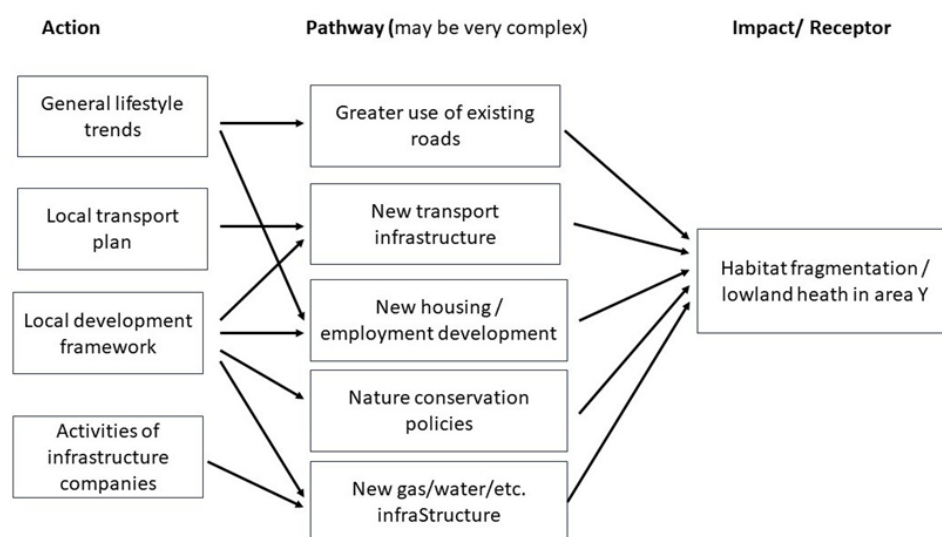 Action
Pathway (may be very complex)
Impact/ Receptor
General lifestyle
trends
Local transport
plan
Local development
framework
Activities of
infrastructure
companies
Greater use of existing
roads
New transport
infrastructure
New housing /
employment development
Nature conservation
policies
New gas/water/etc.
infraStructure
Habitat fragmentation /
lowland heath in area Y